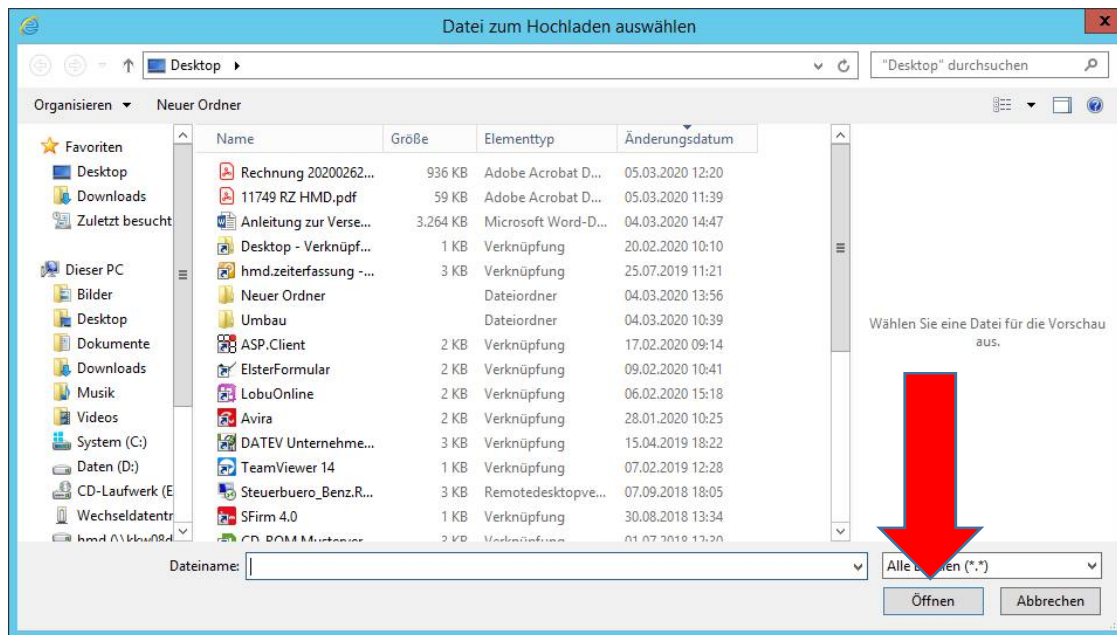 Datei zum Hochladen auswählen
x
Desktop
"Desktop" durchsuchen
Organisieren Neuer Ordner
Favoriten
Desktop
Downloads
Zuletzt besucht
Dieser PC
Bilder
Desktop
Dokumente
Downloads
Musik
Videos
System (C:)
Daten (D:)
CD-Laufwerk (E
Wechseldatentr
Name Größe Elementtyp Änderungsdatum
Rechnung 20200262... 936 KB Adobe Acrobat D... 05.03.2020 12:20
11749 RZ HMD.pdf 59 KB Adobe Acrobat D... 05.03.2020 11:39
Anleitung zur Verse... 3.264 KB Microsoft Word-D... 04.03.2020 14:47
Desktop - Verknüpf... 1 KB Verknüpfung 20.02.2020 10:10
hmd.zeiterfassung -... 3 KB Verknüpfung 25.07.2019 11:21
Neuer Ordner Dateiordner 04.03.2020 13:56
Umbau Dateiordner 04.03.2020 10:39
ASP.Client 2 KB Verknüpfung 17.02.2020 09:14
ElsterFormular 2 KB Verknüpfung 09.02.2020 10:41
LobuOnline 2 KB Verknüpfung 06.02.2020 15:18
Avira 2 KB Verknüpfung 28.01.2020 10:25
DATEV Unternehme... 3 KB Verknüpfung 15.04.2019 18:22
TeamViewer 14 1 KB Verknüpfung 07.02.2019 12:28
Steuerbuero_Benz.R... 3 KB Remotedesktopve... 07.09.2018 18:05
SFirm 4.0 1 KB Verknüpfung 30.08.2018 13:34
Wählen Sie eine Datei für die Vorschau
aus.
Dateiname:
Alle (*.*)
Öffnen Abbrechen